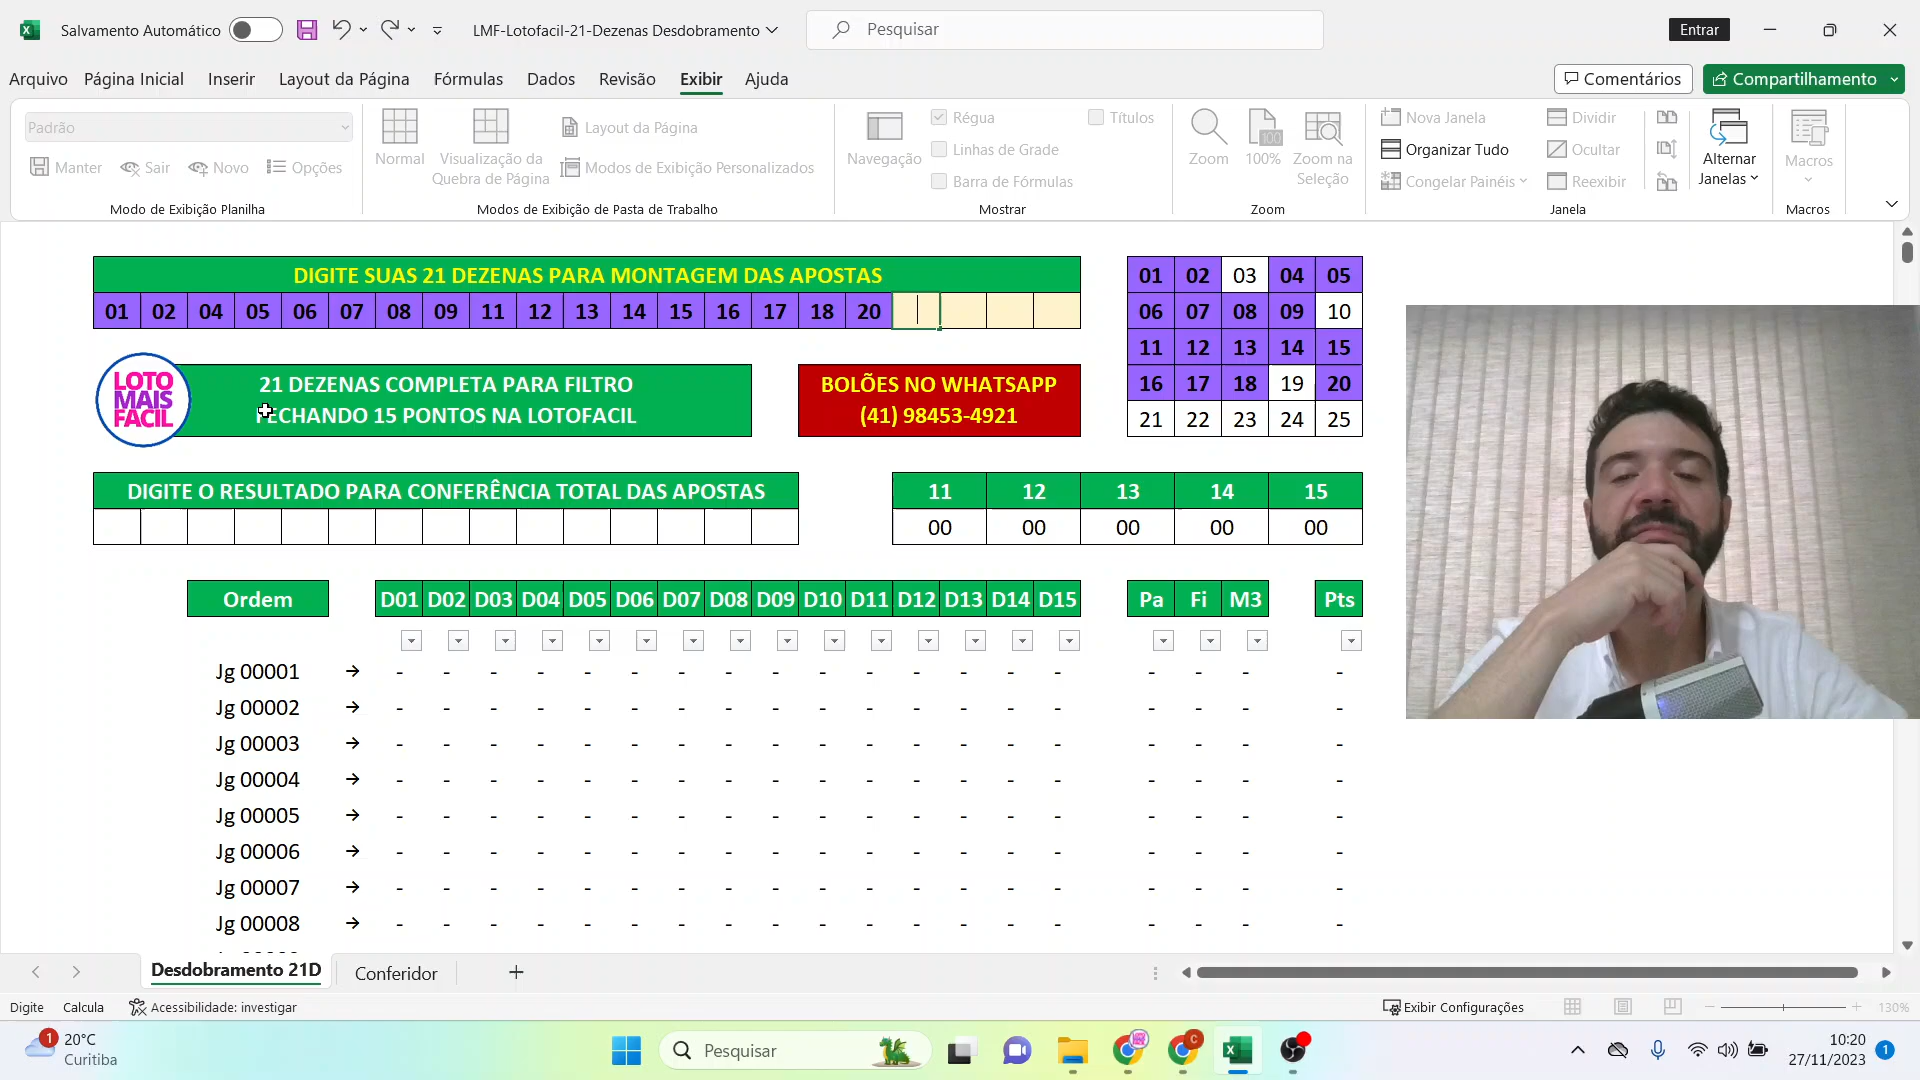 Salvamento Automático
LMF-Lotofacil-21-Dezenas Desdobramento
Pesquisar
Entrar
Arquivo Página Inicial Inserir Layout da Página Fórmulas Dados Revisão Exibir Ajuda
Comentários Compartilhamento
Padrão
Manter Sair Novo Opções
Modo de Exibição Planilha
Normal
Visualização da
Quebra de Página
Layout da Página
Modos de Exibição Personalizados
Modos de Exibição de Pasta de Trabalho
Navegação
Régua
Títulos
Linhas de Grade
Barra de Fórmulas
Mostrar
Zoom
100
100%
Zoom na
Seleção
Zoom
Nova Janela
Organizar Tudo
Congelar Painéis
Dividir
Ocultar
Reexibir
Alternar
Janelas
Janela
Macros
Macros
DIGITE SUAS 21 DEZENAS PARA MONTAGEM DAS APOSTAS
01 02 04 05 06 07 08 09 11 12 13 14 15 16 17 18 20
01 02 03 04 05
06 07 08 09 10
11 12 13 14 15
16 17 18 19 20
21 22 23 24 25
LOTO
MAIS
FACIL
21 DEZENAS COMPLETA PARA FILTRO
FECHANDO 15 PONTOS NA LOTOFACIL
BOLÕES NO WHATSAPP
(41) 98453-4921
DIGITE O RESULTADO PARA CONFERÊNCIA TOTAL DAS APOSTAS
11 12 13 14 15
00 00 00 00 00
Ordem D01 D02 D03 D04 D05 D06 D07 D08 D09 D10 D11 D12 D13 D14 D15 Pa Fi M3 Pts
Jg 00001 → - - - - - - - - - - - - - - - - - - -
Jg 00002 → - - - - - - - - - - - - - - - - - - -
Jg 00003 → - - - - - - - - - - - - - - - - - - -
Jg 00004 → - - - - - - - - - - - - - - - - - - -
Jg 00005 → - - - - - - - - - - - - - - - - - - -
Jg 00006 → - - - - - - - - - - - - - - - - - - -
Jg 00007 → - - - - - - - - - - - - - - - - - - -
Jg 00008 → - - - - - - - - - - - - - - - - - - -
Desdobramento 21D Conferidor
Digite Calcula Acessibilidade: investigar
Exibir Configurações
130%
1
20°C
Curitiba
Pesquisar
10:20
27/11/2023
1